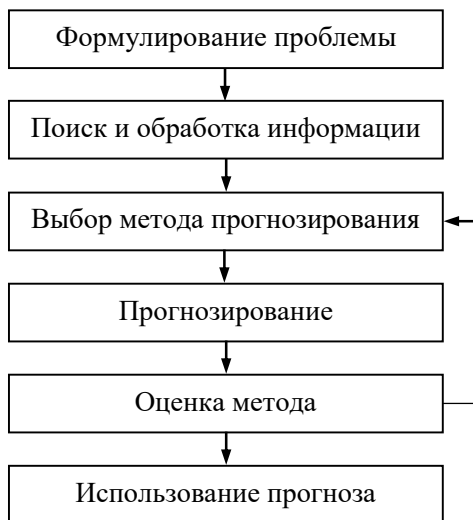 Формулирование проблемы
Поиск и обработка информации
Выбор метода прогнозирования
Прогнозирование
Оценка метода
Использование прогноза